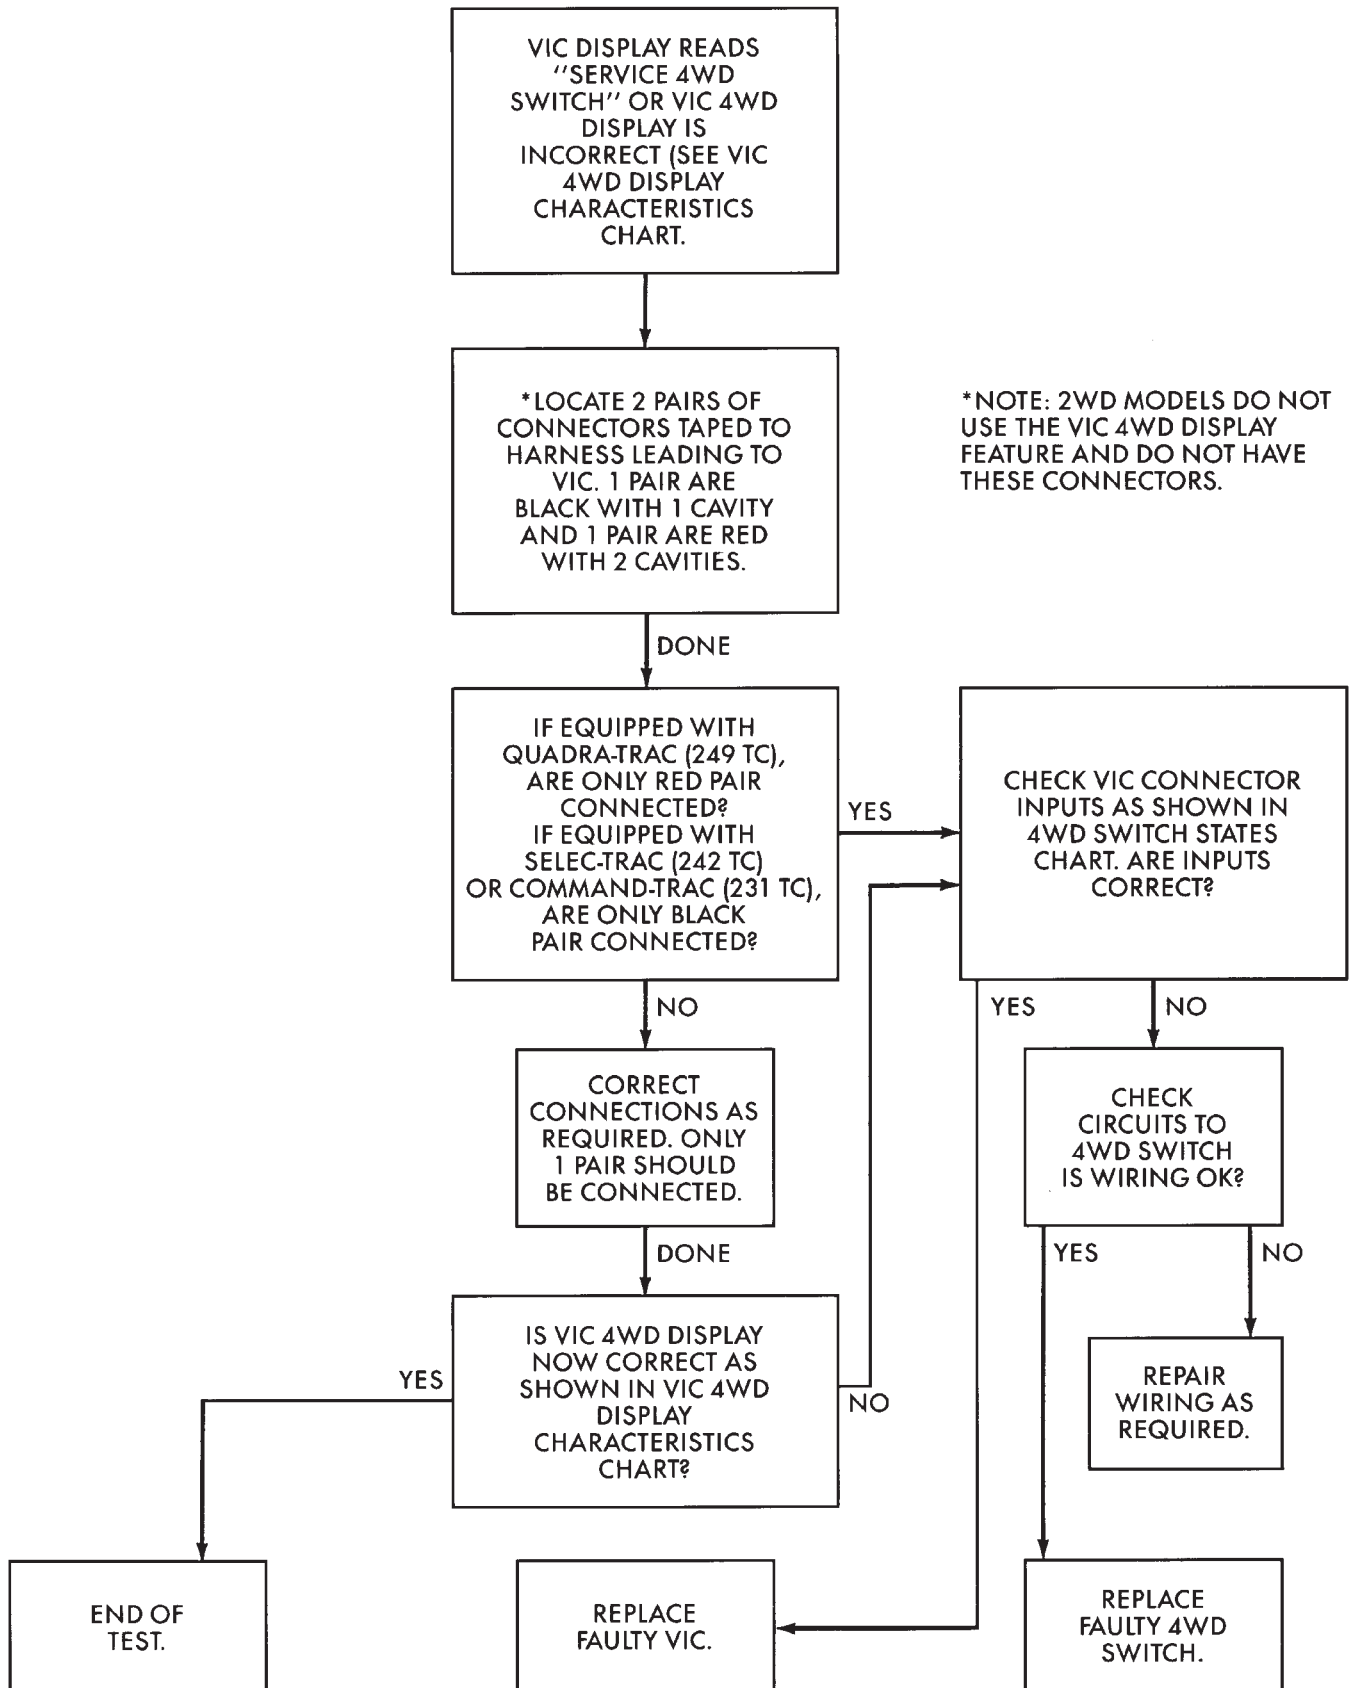 VIC DISPLAY READS
"SERVICE 4WD
SWITCH" OR VIC 4WD
DISPLAY IS
INCORRECT (SEE VIC
4WD DISPLAY
CHARACTERISTICS
CHART.
*LOCATE 2 PAIRS OF
CONNECTORS TAPED TO
HARNESS LEADING TO
VIC. 1 PAIR ARE
BLACK WITH 1 CAVITY
AND 1 PAIR ARE RED
WITH 2 CAVITIES.
*NOTE: 2WD MODELS DO NOT
USE THE VIC 4WD DISPLAY
FEATURE AND DO NOT HAVE
THESE CONNECTORS.
DONE
IF EQUIPPED WITH
QUADRA-TRAC (249 TC),
ARE ONLY RED PAIR
CONNECTED?
IF EQUIPPED WITH
SELEC-TRAC (242 TC)
OR COMMAND-TRAC (231 TC),
ARE ONLY BLACK
PAIR CONNECTED?
YES
CHECK VIC CONNECTOR
INPUTS AS SHOWN IN
4WD SWITCH STATES
CHART. ARE INPUTS
CORRECT?
NO
YES
NO
CORRECT
CONNECTIONS AS
REQUIRED. ONLY
1 PAIR SHOULD
BE CONNECTED.
CHECK
CIRCUITS TO
4WD SWITCH
IS WIRING OK?
DONE
YES
NO
IS VIC 4WD DISPLAY
NOW CORRECT AS
SHOWN IN VIC 4WD
DISPLAY
CHARACTERISTICS
CHART?
YES
NO
REPAIR
WIRING AS
REQUIRED.
END OF
TEST.
REPLACE
FAULTY VIC.
REPLACE
FAULTY 4WD
SWITCH.